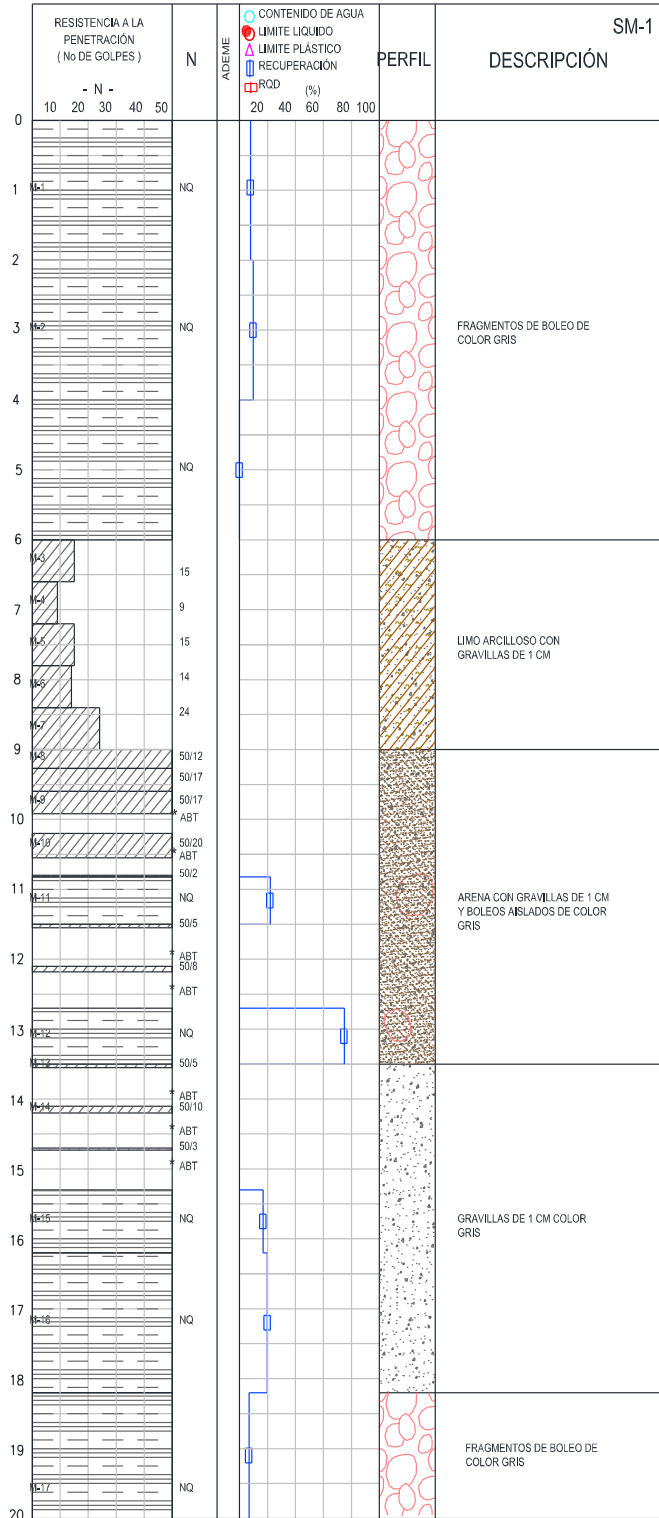 RESISTENCIA A LA
PENETRACIÓN
( No DE GOLPES )
- N -
10 20 30 40 50
N
ADEME
CONTENIDO DE AGUA
LIMITE LIQUIDO
LIMITE PLÁSTICO
RECUPERACIÓN
RQD
(%)
20 40 60 80 100
PERFIL
SM-1
DESCRIPCIÓN
0
1
M-1
NQ
2
3
M-2
NQ
FRAGMENTOS DE BOLEO DE
COLOR GRIS
4
5
NQ
6
M-3
15
M-4
7
9
M-5
15
LIMO ARCILLOSO CON
GRAVILLAS DE 1 CM
8
M-6
14
M-7
24
9
M-8
50/12
50/17
M-9
50/17
10
* ABT
M-10
50/20
* ABT
50/2
11
M-11
NQ
ARENA CON GRAVILLAS DE 1 CM
Y BOLEOS AISLADOS DE COLOR
GRIS
50/5
12
* ABT
50/8
* ABT
13
M-12
NQ
M-13
50/5
14
* ABT
M-14
50/10
* ABT
50/3
15
* ABT
M-15
NQ
GRAVILLAS DE 1 CM COLOR
GRIS
16
17
M-16
NQ
18
19
FRAGMENTOS DE BOLEO DE
COLOR GRIS
M-17
NQ
20